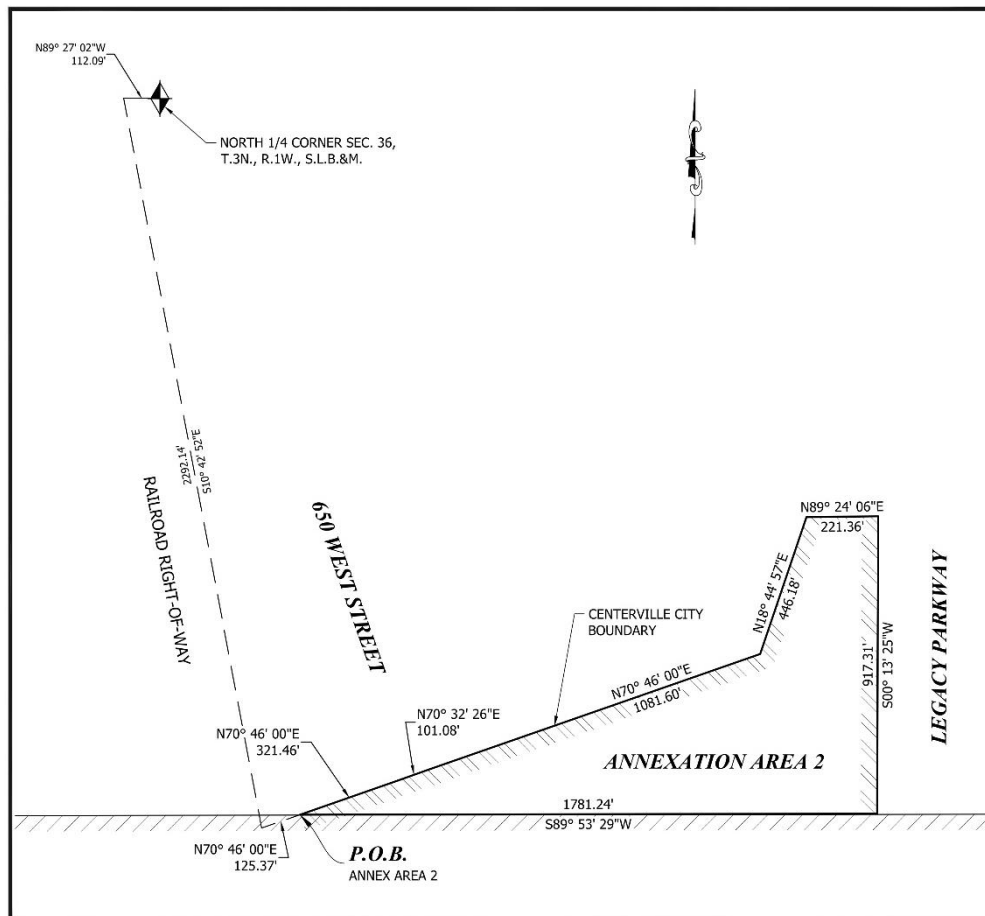 N89° 27' 02"W
112.09'
NORTH 1/4 CORNER SEC. 36,
T.3N., R.1W., S.L.B.&M.
S10° 42' 52"E
2292.14'
RAILROAD RIGHT-OF-WAY
650 WEST STREET
N89° 24' 06"E
221.36'
N18° 44' 57"E
446.18'
CENTERVILLE CITY
BOUNDARY
917.31'
S00° 13' 25"W
LEGACY PARKWAY
N70° 46' 00"E
1081.60'
N70° 32' 26"E
101.08'
N70° 46' 00"E
321.46'
ANNEXATION AREA 2
1781.24'
S89° 53' 29"W
N70° 46' 00"E
125.37'
P.O.B.
ANNEX AREA 2